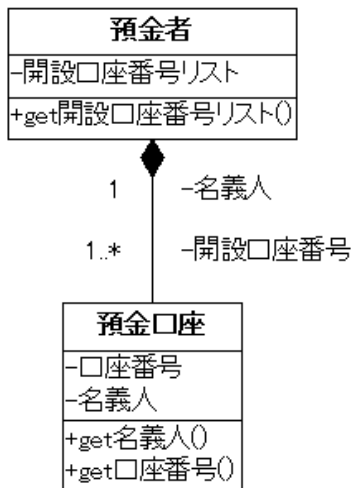 預金者
-開設口座番号リスト
+get開設口座番号リスト()
1 -名義人
1..* -開設口座番号
預金口座
-口座番号
-名義人
+get名義人()
+get口座番号()